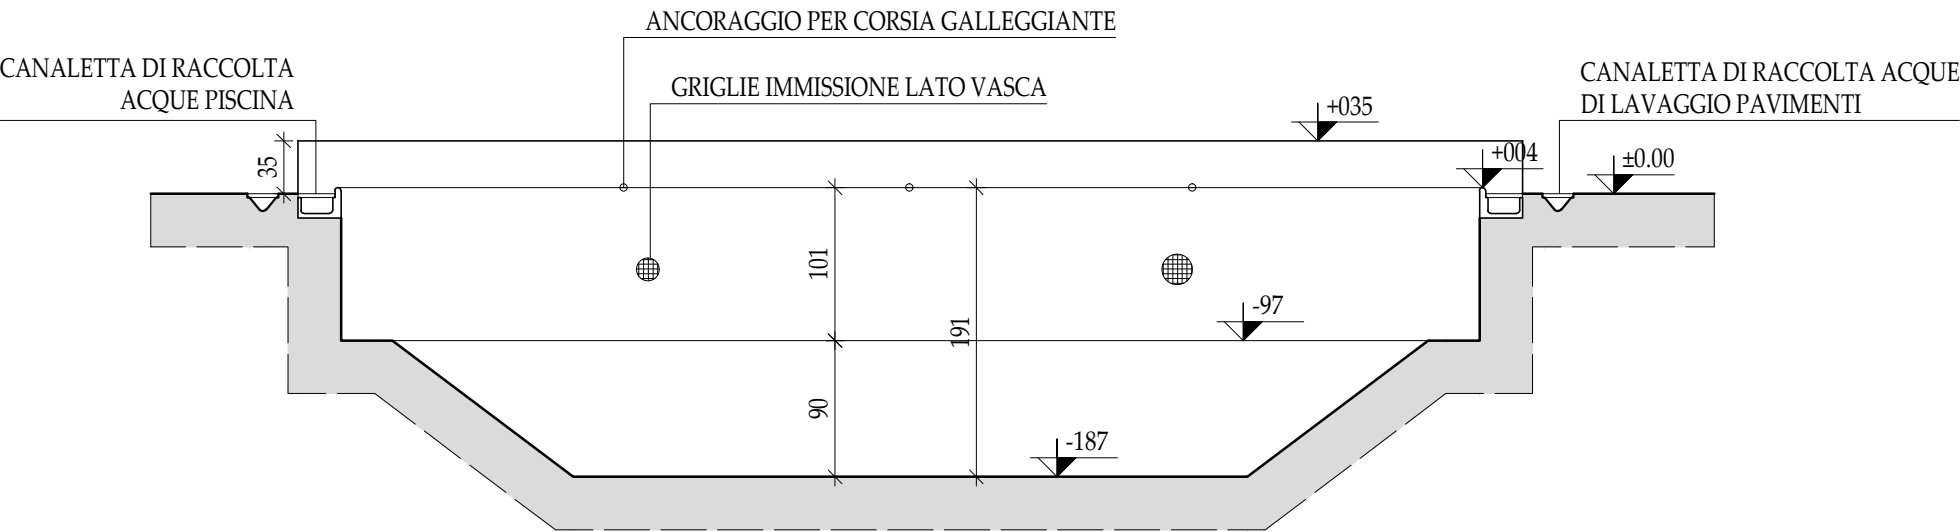 ANCORAGGIO PER CORSIA GALLEGGIANTE
CANALETTA DI RACCOLTA
ACQUE PISCINA
GRIGLIE IMMISSIONE LATO VASCA
CANALETTA DI RACCOLTA ACQUE
DI LAVAGGIO PAVIMENTI
+035
35
+004
±0.00
101
-97
191
90
-187